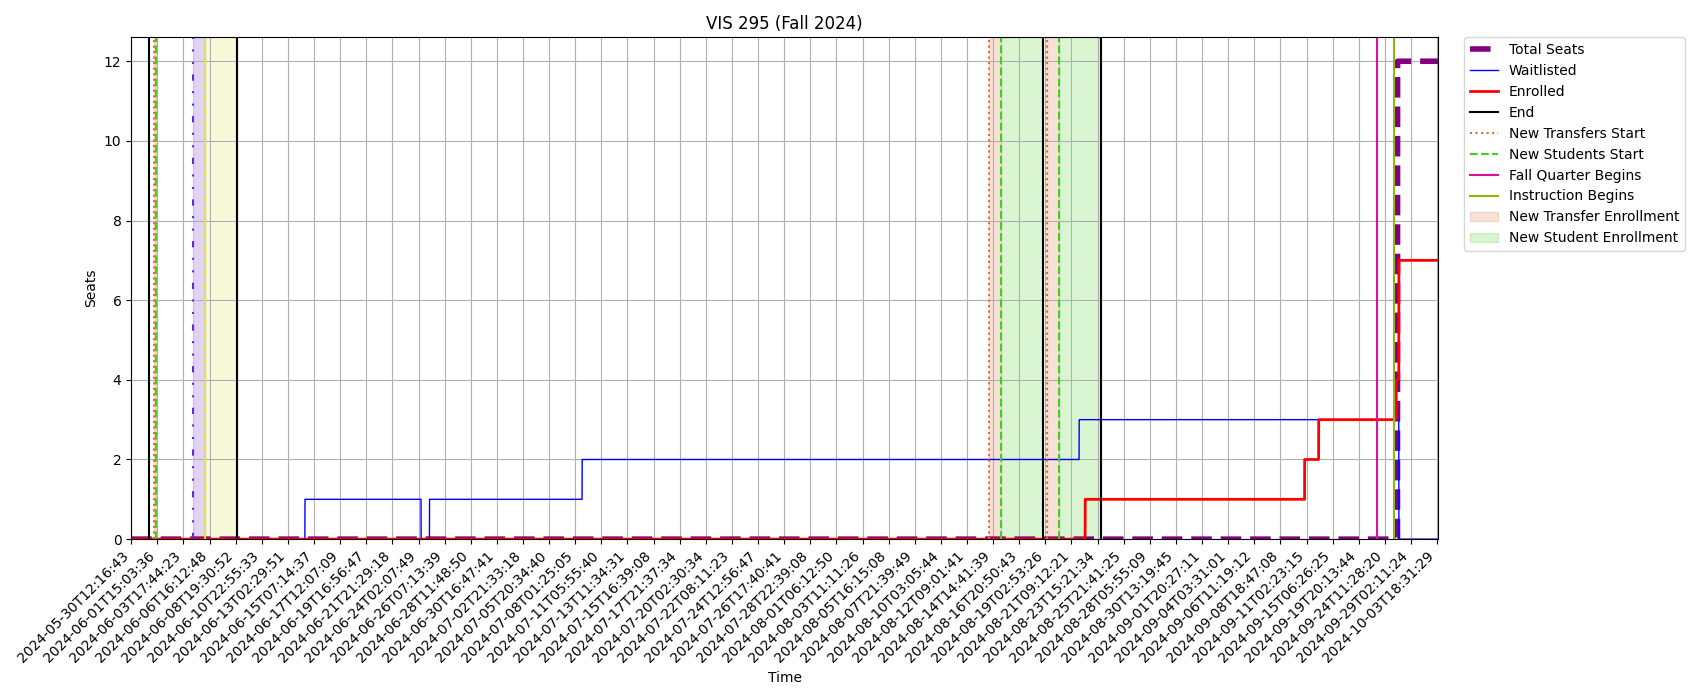 VIS 295 (Fall 2024)
Total Seats
Waitlisted
Enrolled
End
New Transfers Start
New Students Start
Fall Quarter Begins
Instruction Begins
New Transfer Enrollment
New Student Enrollment
Seats
12
10
8
6
4
2
0
2024-05-30T12:16:43
2024-06-01T15:03:36
2024-06-03T17:44:23
2024-06-06T16:12:48
2024-06-08T19:30:52
2024-06-10T22:55:33
2024-06-13T02:29:51
2024-06-15T07:14:37
2024-06-17T12:07:09
2024-06-19T16:56:47
2024-06-21T21:29:18
2024-06-24T02:07:49
2024-06-26T07:13:39
2024-06-28T11:48:50
2024-06-30T16:47:41
2024-07-02T21:33:18
2024-07-05T20:34:40
2024-07-08T01:25:05
2024-07-11T05:55:40
2024-07-13T11:34:31
2024-07-15T16:39:08
2024-07-17T21:37:34
2024-07-20T02:30:34
2024-07-22T08:11:23
2024-07-24T12:56:47
2024-07-26T17:40:41
2024-07-28T22:39:08
2024-08-01T06:12:50
2024-08-03T11:11:26
2024-08-05T16:15:08
2024-08-07T21:39:49
2024-08-10T03:05:44
2024-08-12T09:01:41
2024-08-14T14:41:39
2024-08-16T20:50:43
2024-08-19T02:53:26
2024-08-21T09:12:21
2024-08-23T15:21:34
2024-08-25T21:41:25
2024-08-28T05:55:09
2024-08-30T13:19:45
2024-09-01T20:27:11
2024-09-04T03:31:01
2024-09-06T11:19:12
2024-09-08T18:47:08
2024-09-11T02:23:15
2024-09-15T06:26:25
2024-09-19T20:13:44
2024-09-24T11:28:20
2024-09-29T02:11:24
2024-10-03T18:31:29
Time